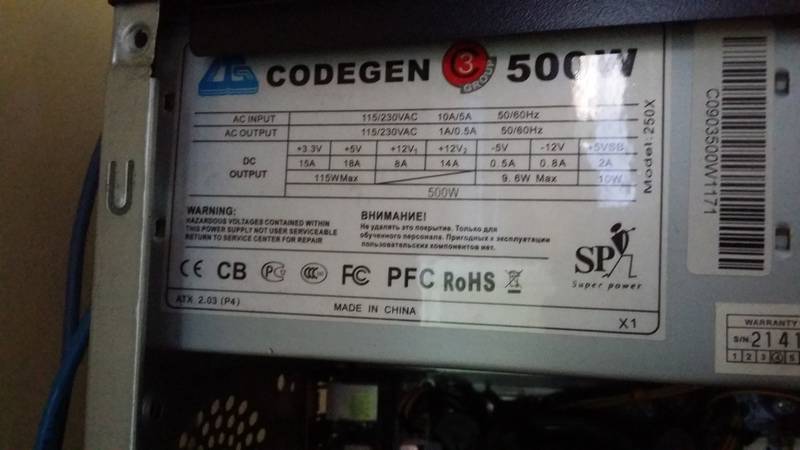 CODEGEN 3 GROUP 500W
AC INPUT 115/230VAC 10A/5A 50/60Hz
AC OUTPUT 115/230VAC 1A/0.5A 50/60Hz
DC OUTPUT
+3.3V +5V +12V1 +12V2 -5V -12V +5VSB
15A 18A 8A 14A 0.5A 0.8A 2A
115WMax 9.6W Max 10W
500W
Model: 250X
WARNING:
HAZARDOUS VOLTAGES CONTAINED WITHIN
THIS POWER SUPPLY NOT USER SERVICEABLE
RETURN TO SERVICE CENTER FOR REPAIR
ВНИМАНИЕ!
Не удалять это покрытие. Только для
обученного персонала. Пригодных к эксплуатации
пользовательских компонентов нет.
SP
Super power
CE CB CCC FC PFC RoHS
ATX 2.03 (P4)
MADE IN CHINA
X1
C0903500W1171
WARRANTY
S/N 2141
1 2 3 4 5